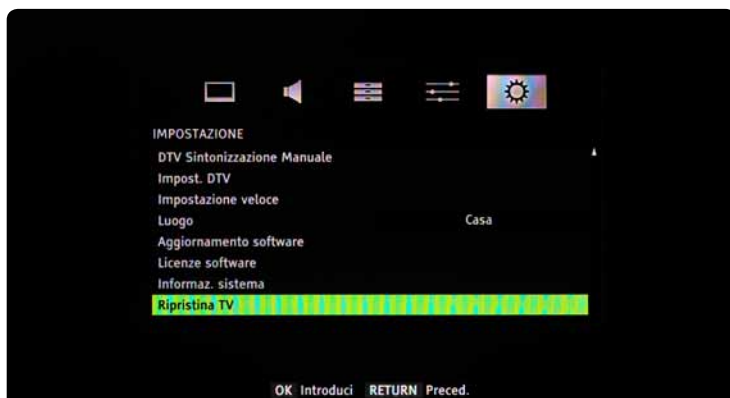 IMPOSTAZIONE
DTV Sintonizzazione Manuale
Impost. DTV
Impostazione veloce
Luogo Casa
Aggiornamento software
Licenze software
Informaz. sistema
Ripristina TV
OK Introduci RETURN Preced.